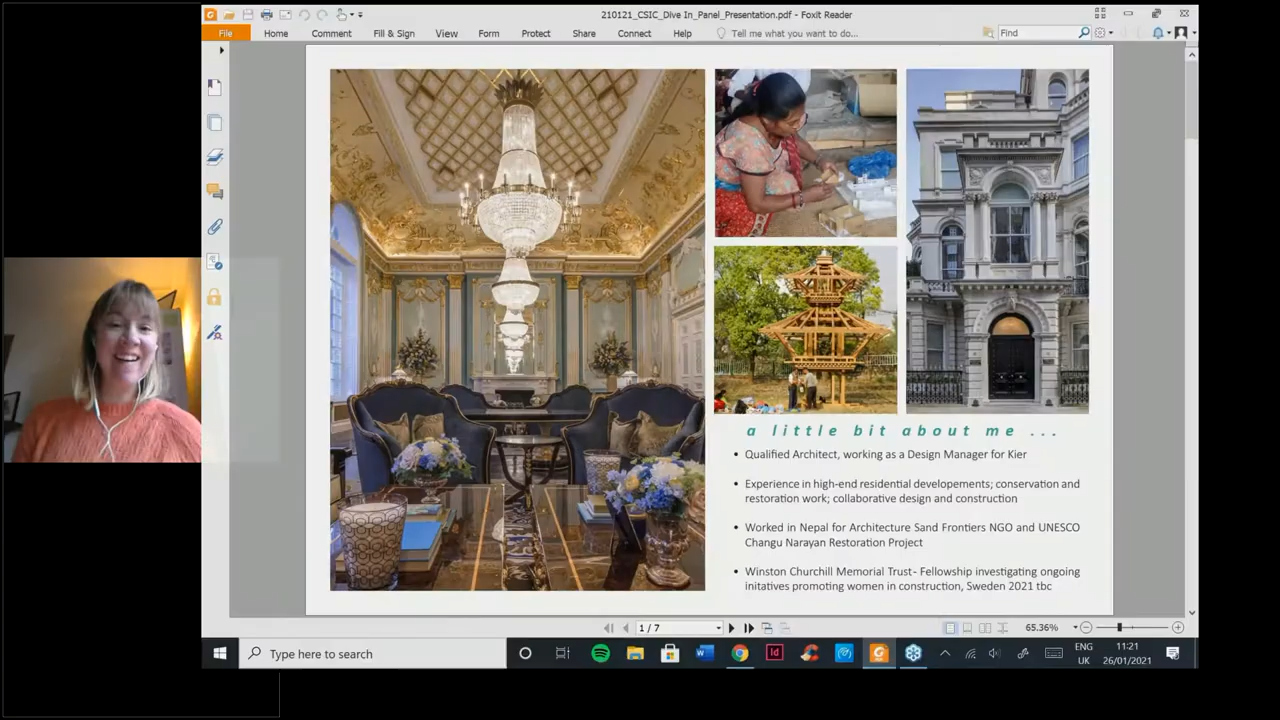 210121_CSIC_Dive In_Panel_Presentation.pdf - Foxit Reader
File Home Comment Fill & Sign View Form Protect Share Connect Help Tell me what you want to do... Find
a little bit about me ...
• Qualified Architect, working as a Design Manager for Kier
• Experience in high-end residential developements; conservation and
restoration work; collaborative design and construction
• Worked in Nepal for Architecture Sand Frontiers NGO and UNESCO
Changu Narayan Restoration Project
• Winston Churchill Memorial Trust- Fellowship investigating ongoing
initatives promoting women in construction, Sweden 2021 tbc
1 / 7
65.36%
Type here to search
ENG
UK
11:21
26/01/2021